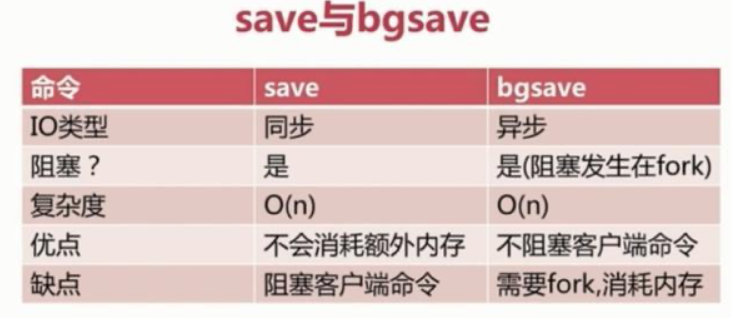 save与bgsave
命令 save bgsave
IO类型 同步 异步
阻塞？ 是 是(阻塞发生在fork)
复杂度 O(n) O(n)
优点 不会消耗额外内存 不阻塞客户端命令
缺点 阻塞客户端命令 需要fork,消耗内存